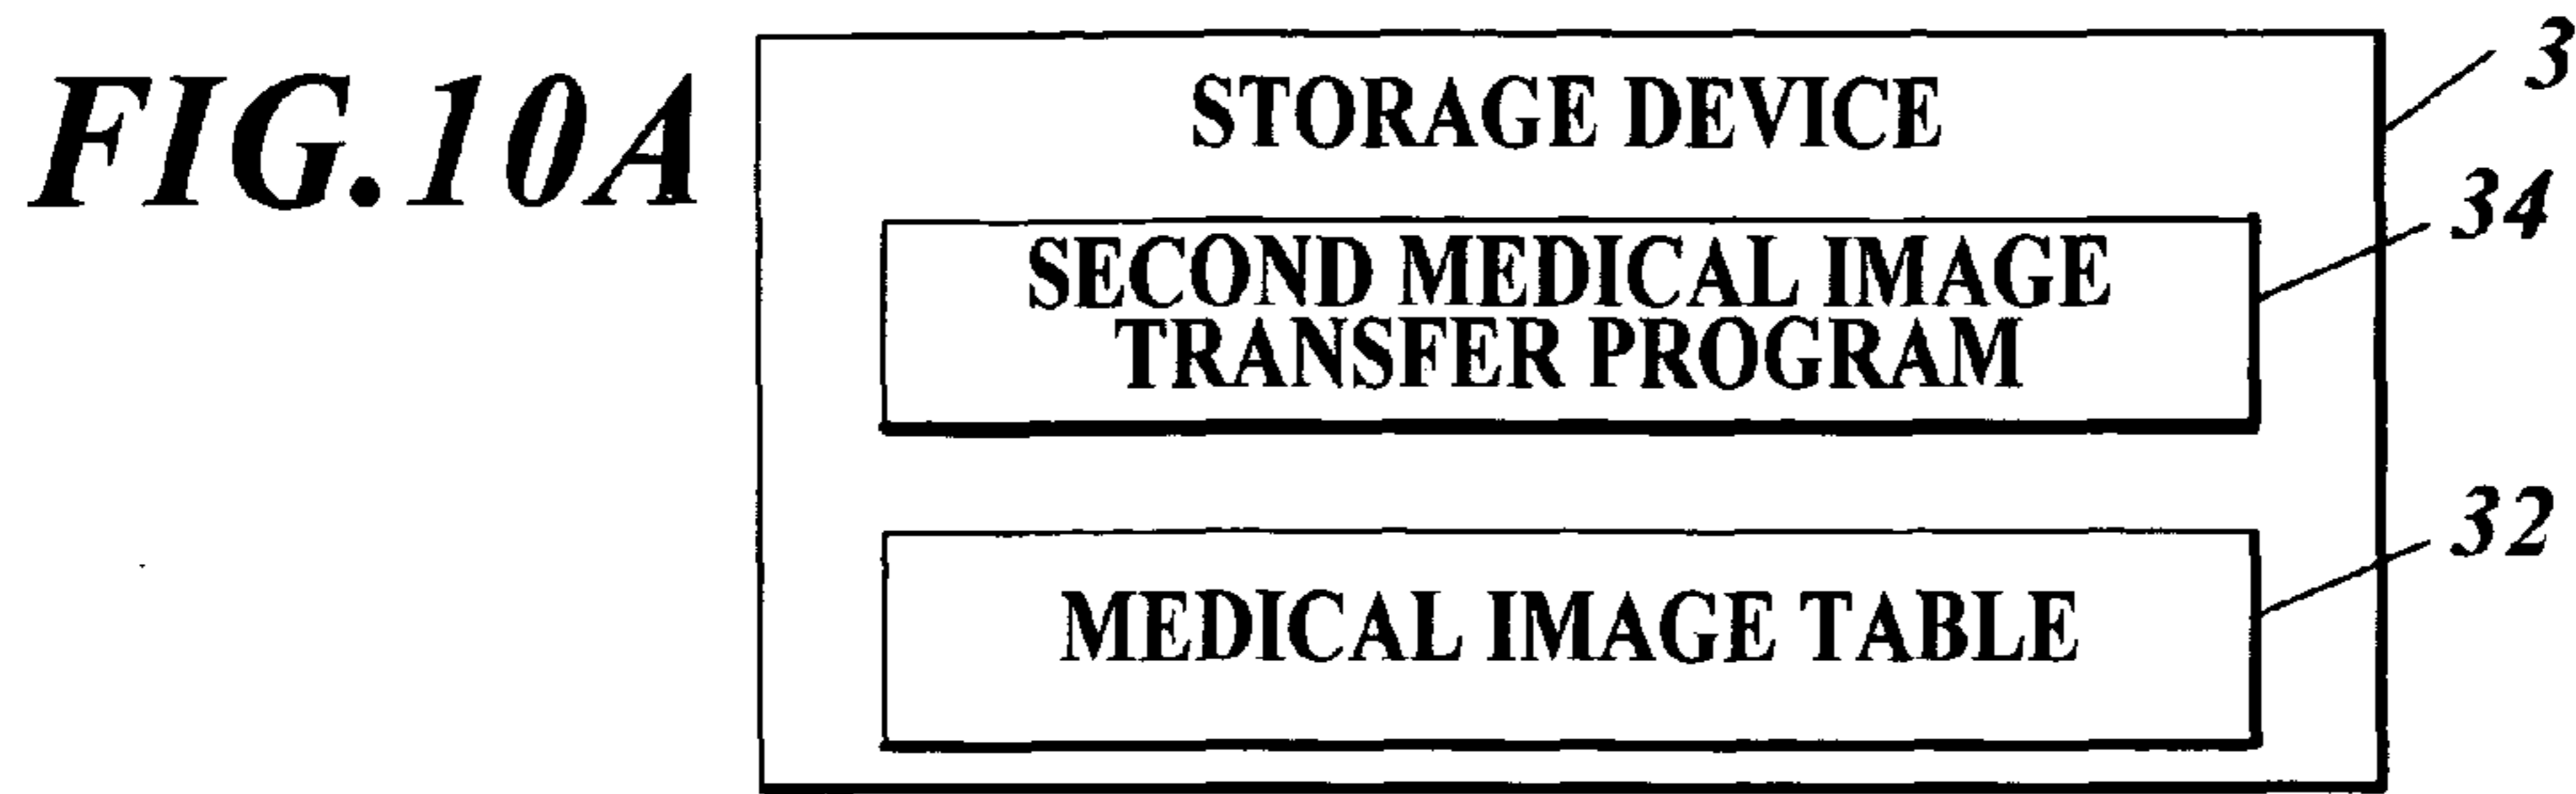 FIG.10A
STORAGE DEVICE
3
SECOND MEDICAL IMAGE
TRANSFER PROGRAM
34
MEDICAL IMAGE TABLE
32